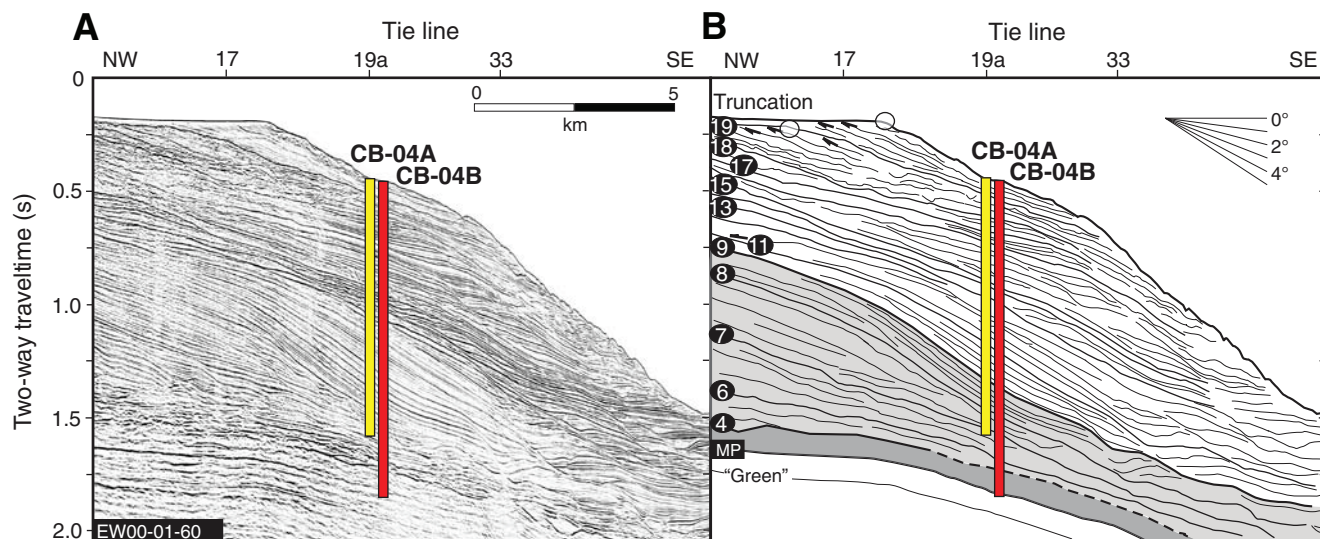 A
Tie line
NW 17 19a 33 SE
Two-way traveltime (s)
0
0.5
1.0
1.5
2.0
0 5
km
CB-04A
CB-04B
EW00-01-60
B
Tie line
NW 17 19a 33 SE
Truncation
19
18
17
15
13
11
9
8
7
6
4
MP
“Green”
CB-04A
CB-04B
0°
2°
4°